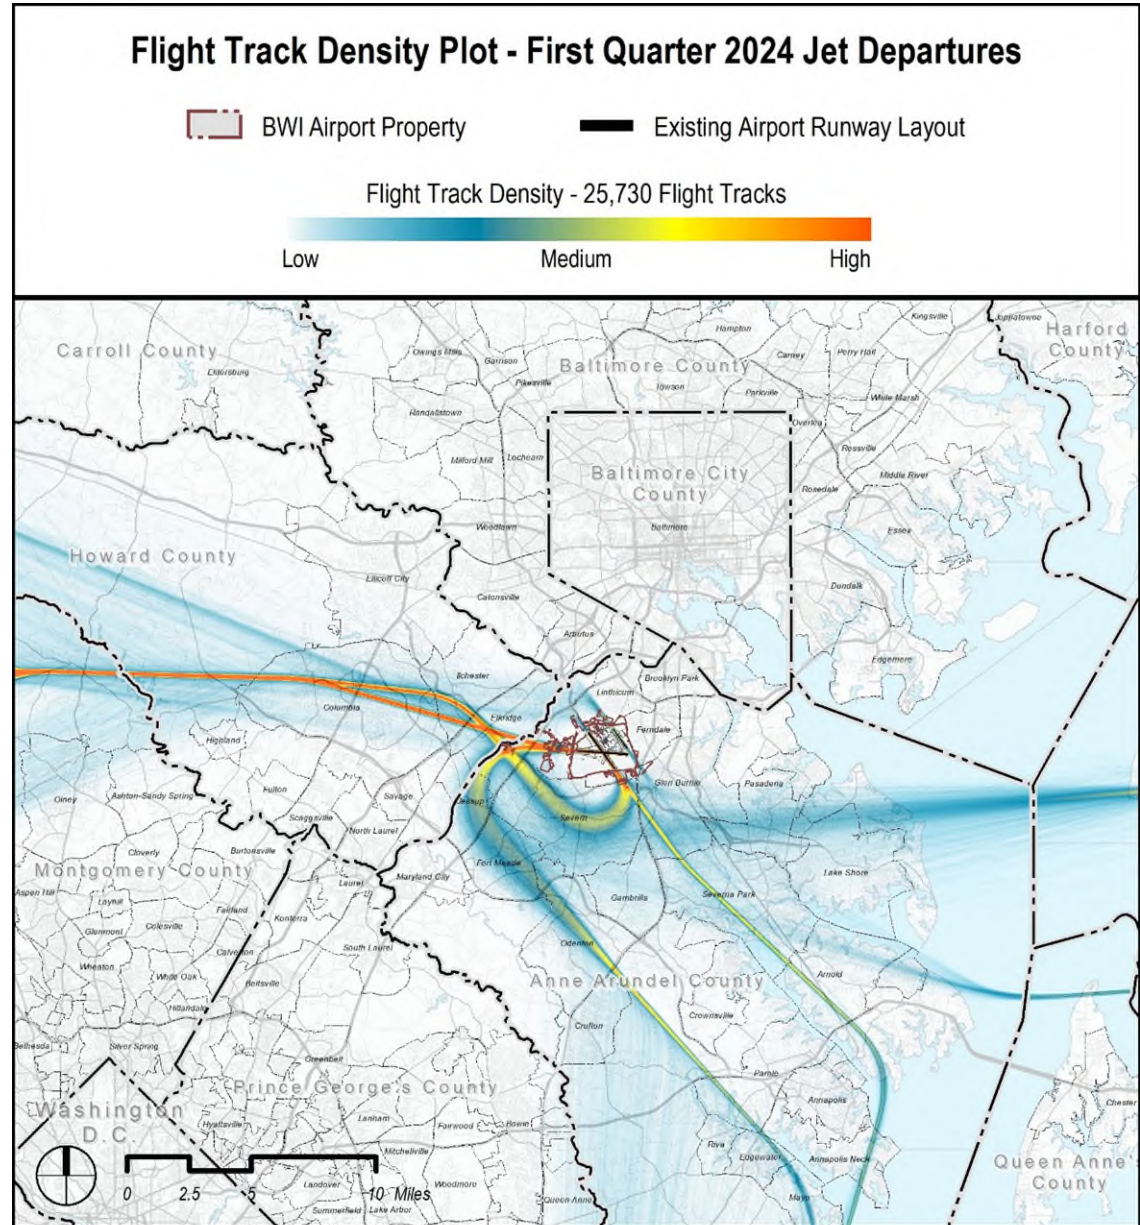 Flight Track Density Plot - First Quarter 2024 Jet Departures
BWI Airport Property
Existing Airport Runway Layout
Flight Track Density - 25,730 Flight Tracks
Low
Medium
High
Kingsville
Joppatowne
Hampton
Harford
County
Carroll County
Owings Mills
Garrison
Baltimore County
Carney
Perry Hall
Eldersburg
Pikesville
Towson
Parkville
White Marsh
Randallstown
Overlea
Rossville
Milford Mill
Lochearn
Baltimore City
County
Middle River
Rosedale
Woodlawn
Baltimore
Essex
Howard County
Ellicott City
Catonsville
Dundalk
Arbutus
Edgemere
Ilchester
Brooklyn Park
Linthicum
Columbia
Elkridge
Ferndale
Highland
Glen Burnie
Pasadena
Fulton
Savage
Jessup
Olney
Ashton-Sandy Spring
Scaggsville
North Laurel
Severn
Cloverly
Burtonsville
Fort Meade
Lake Shore
Montgomery County
Maryland City
Aspen Hill
Laurel
Severna Park
Layhill
Fairland
Konterra
Gambrills
Glenmont
Colesville
Calverton
South Laurel
Odenton
Wheaton
White Oak
Beltsville
Arnold
Anne Arundel County
Hillandale
Crownsville
Crofton
Bethesda
Silver Spring
Greenbelt
Parole
Prince George's County
Washington
D.C.
Annapolis
Chester
Hyattsville
Lanham
Fairwood
Bowie
Riva
Mitchellville
Edgewater
Annapolis Neck
Queen Anne's
County
Landover
Woodmore
Queen Anne
Mayo
0
2.5
5
10 Miles
Summerfield
Lake Arbor